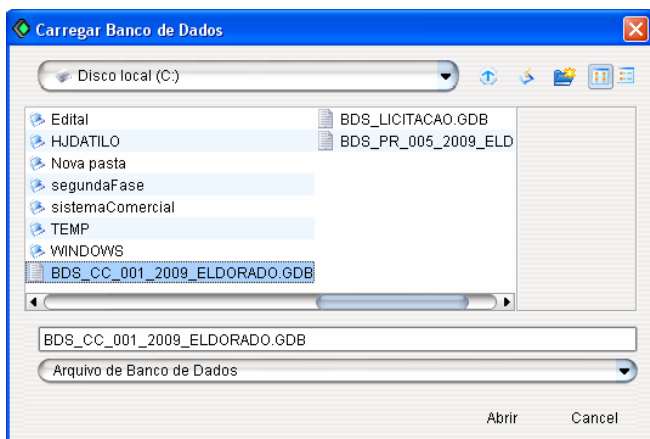 Carregar Banco de Dados
Disco local (C:)
Edital
HJDATILO
Nova pasta
segundaFase
sistemaComercial
TEMP
WINDOWS
BDS_CC_001_2009_ELDORADO.GDB
BDS_LICITACAO.GDB
BDS_PR_005_2009_ELD
BDS_CC_001_2009_ELDORADO.GDB
Arquivo de Banco de Dados
Abrir
Cancel